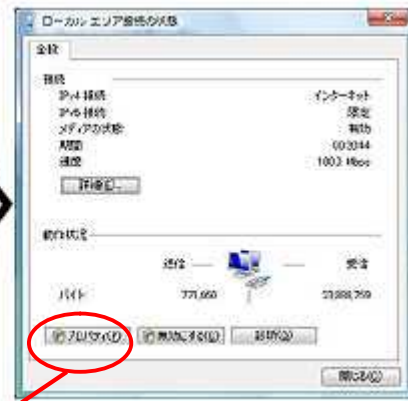 ローカル エリア接続の状態
全般
接続
IPv4 接続 インターネット
IPv6 接続 限定
メディアの状態 有効
期間 00:30:44
速度 100.0 Mbps
詳細(E)...
動作状況
送信 — — 受信
バイト 771,660
プロパティ(P) 無効にする(D) 診断(G)
閉じる(C)